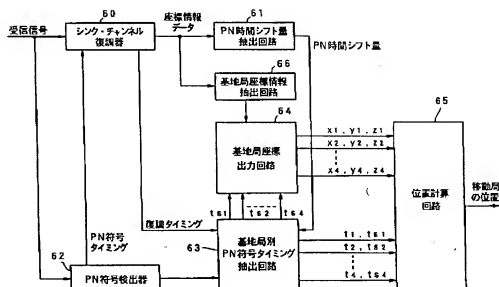 60
座標情報
データ
61
受信信号
シンク・チャンネル
復調器
PN時間シフト量
抽出回路
PN時間シフト量
66
基地局座標情報
抽出回路
64
65
基地局座標
出力回路
x1, y1, z1
x2, y2, z2
x4, y4, z4
位置計算
回路
移動局
の位置
ts1
ts2
ts4
PN符号
タイミング
復調タイミング
63
62
PN符号検出器
基地局別
PN符号タイミング
抽出回路
t1, ts1
t2, ts2
t4, ts4